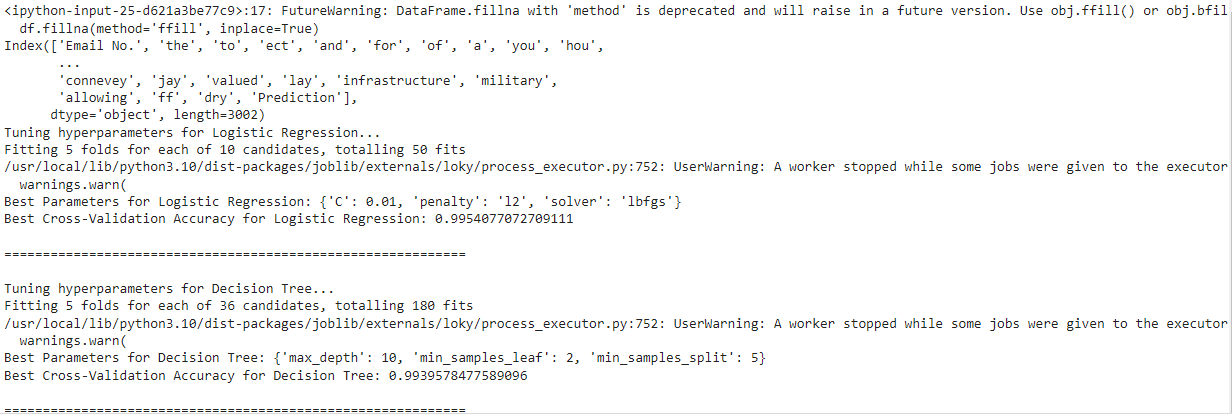 <ipython-input-25-d621a3be77c9>:17: FutureWarning: DataFrame.fillna with 'method' is deprecated and will raise in a future version. Use obj.ffill() or obj.bfil
  df.fillna(method='ffill', inplace=True)
Index(['Email No.', 'the', 'to', 'ect', 'and', 'for', 'of', 'a', 'you', 'hou',
       ...
       'connevey', 'jay', 'valued', 'lay', 'infrastructure', 'military',
       'allowing', 'ff', 'dry', 'Prediction'],
      dtype='object', length=3002)
Tuning hyperparameters for Logistic Regression...
Fitting 5 folds for each of 10 candidates, totalling 50 fits
/usr/local/lib/python3.10/dist-packages/joblib/externals/loky/process_executor.py:752: UserWarning: A worker stopped while some jobs were given to the executor
  warnings.warn(
Best Parameters for Logistic Regression: {'C': 0.01, 'penalty': 'l2', 'solver': 'lbfgs'}
Best Cross-Validation Accuracy for Logistic Regression: 0.9954077072709111
============================================================
Tuning hyperparameters for Decision Tree...
Fitting 5 folds for each of 36 candidates, totalling 180 fits
/usr/local/lib/python3.10/dist-packages/joblib/externals/loky/process_executor.py:752: UserWarning: A worker stopped while some jobs were given to the executor
  warnings.warn(
Best Parameters for Decision Tree: {'max_depth': 10, 'min_samples_leaf': 2, 'min_samples_split': 5}
Best Cross-Validation Accuracy for Decision Tree: 0.9939578477589096
============================================================